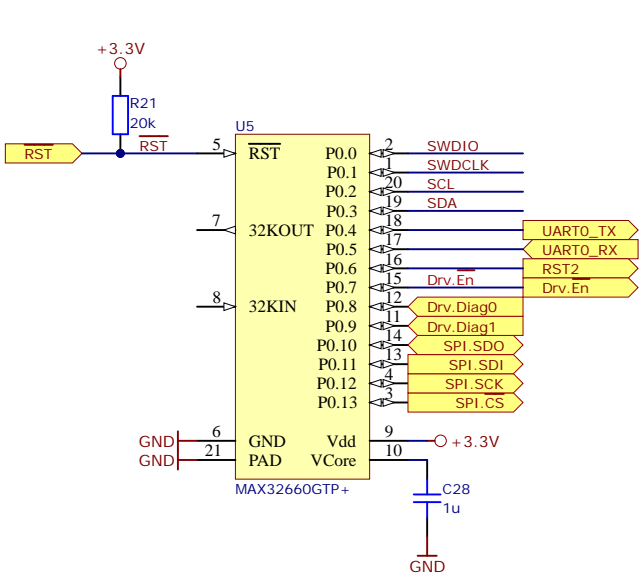 +3.3V
R21
20k
U5
RST
RST
5
RST
P0.0
2
SWDIO
P0.1
1
SWDCLK
P0.2
20
SCL
P0.3
19
SDA
7
32KOUT
P0.4
18
UART0_TX
P0.5
17
UART0_RX
P0.6
16
RST2
P0.7
15
Drv.En
Drv.En
8
32KIN
P0.8
12
Drv.Diag0
P0.9
11
Drv.Diag1
P0.10
14
SPI.SDO
P0.11
13
SPI.SDI
P0.12
4
SPI.SCK
P0.13
3
SPI.CS
GND
6
GND
Vdd
9
+3.3V
GND
21
PAD
VCore
10
MAX32660GTP+
C28
1u
GND